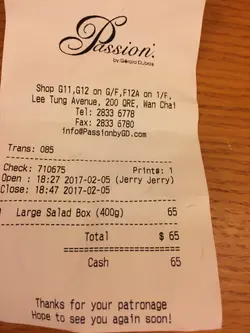 Passion.
by Gérard Dubois
Shop G11,G12 on G/F,F12A on 1/F,
Lee Tung Avenue, 200 QRE, Wan Chai
Tel: 2833 6778
Fax: 2833 6780
info@PassionbyGD.com
Trans: 085
Check: 710675 Print#: 1
Open : 18:27 2017-02-05 (Jerry Jerry)
Close: 18:47 2017-02-05
Large Salad Box (400g) 65
Total $ 65
Cash 65
Thanks for your patronage
Hope to see you again soon!